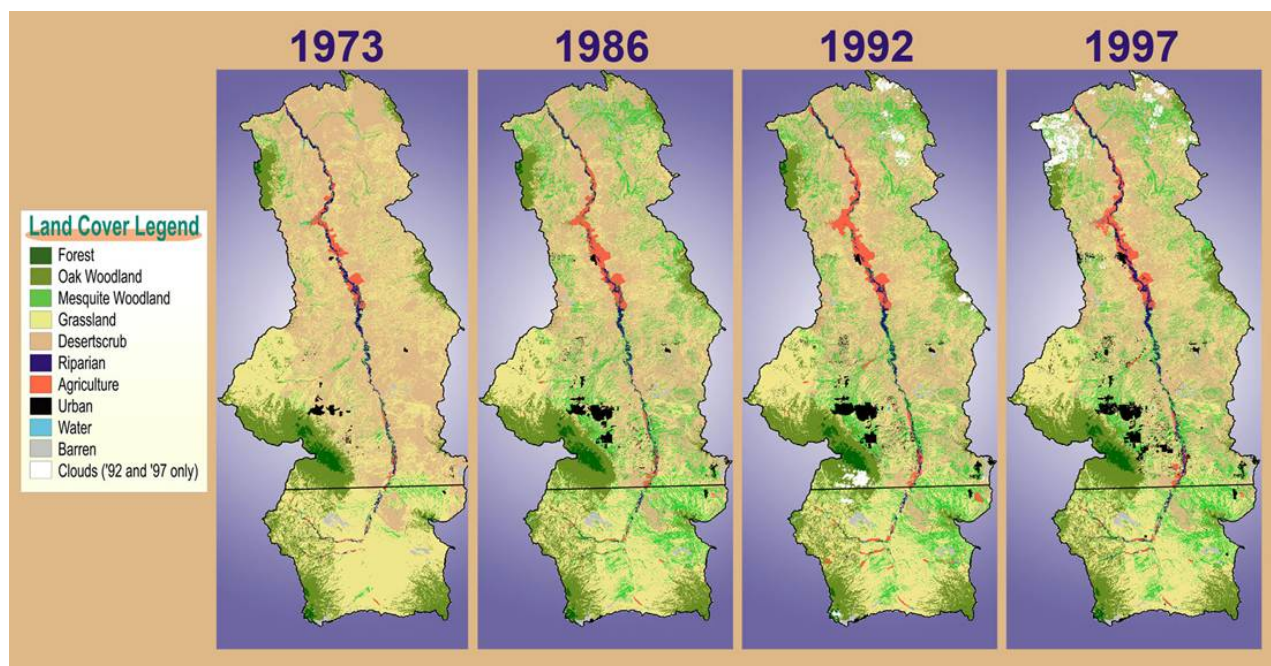 1973 1986 1992 1997
Land Cover Legend
Forest
Oak Woodland
Mesquite Woodland
Grassland
Desertscrub
Riparian
Agriculture
Urban
Water
Barren
Clouds ('92 and '97 only)